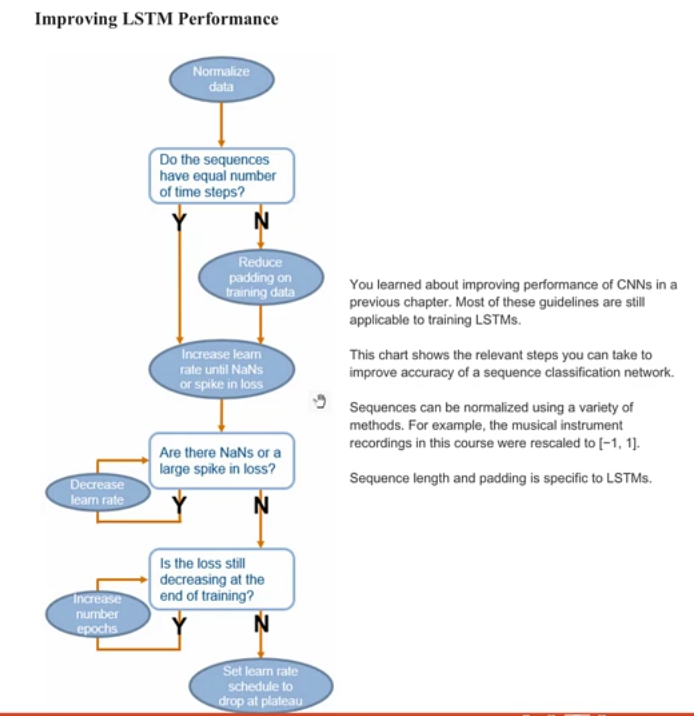 Improving LSTM Performance
Normalize
data
Do the sequences
have equal number
of time steps?
Y
N
Reduce
padding on
training data
Increase learn
rate until NaNs
or spike in loss
Are there NaNs or a
large spike in loss?
Decrease
learn rate
Y
N
Is the loss still
decreasing at the
end of training?
Increase
number
epochs
Y
N
Set learn rate
schedule to
drop at plateau
You learned about improving performance of CNNs in a
previous chapter. Most of these guidelines are still
applicable to training LSTMs.
This chart shows the relevant steps you can take to
improve accuracy of a sequence classification network.
Sequences can be normalized using a variety of
methods. For example, the musical instrument
recordings in this course were rescaled to [−1, 1].
Sequence length and padding is specific to LSTMs.